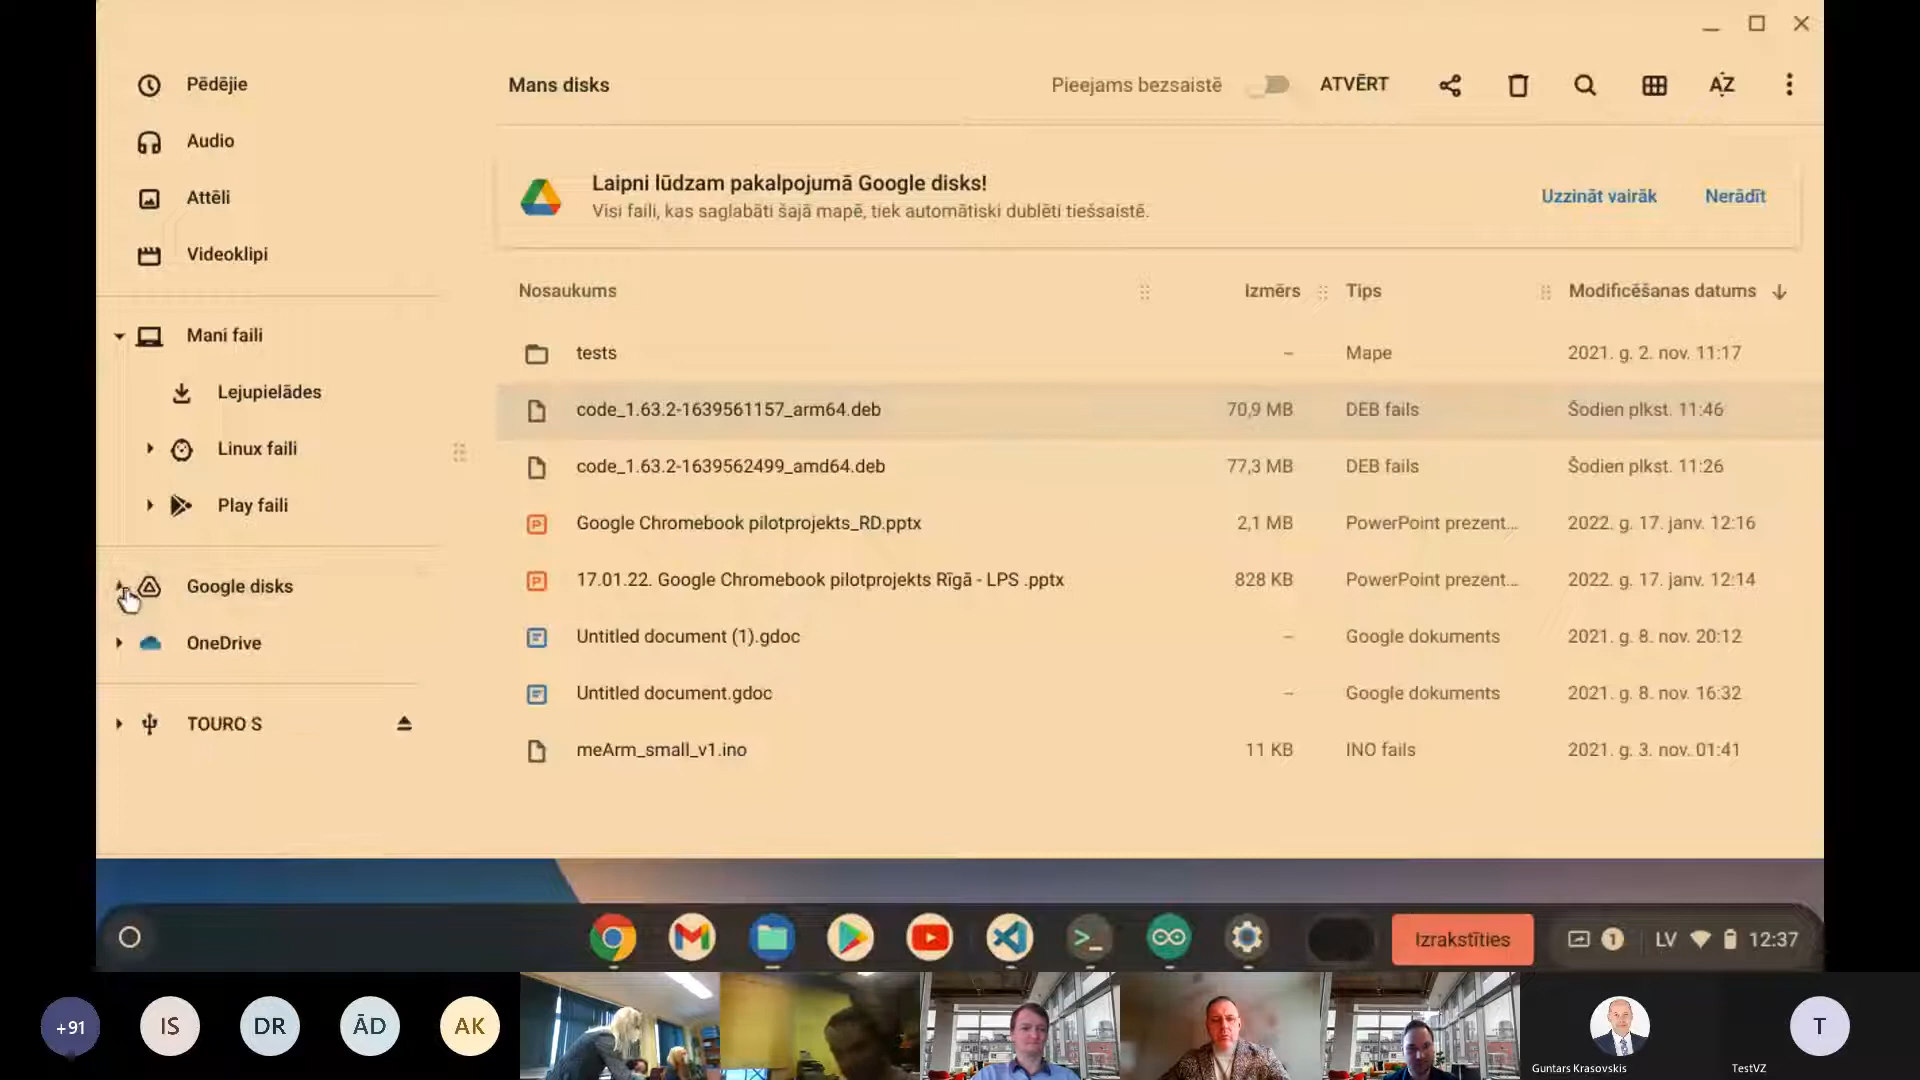 Pēdējie
Audio
Attēli
Videoklipi
Mani faili
Lejupielādes
Linux faili
Play faili
Google disks
OneDrive
TOURO S
Mans disks
Pieejams bezsaistē
ATVĒRT
AZ
Laipni lūdzam pakalpojumā Google disks!
Visi faili, kas saglabāti šajā mapē, tiek automātiski dublēti tiešsaistē.
Uzzināt vairāk
Nerādīt
Nosaukums Izmērs Tips Modificēšanas datums
tests – Mape 2021. g. 2. nov. 11:17
code_1.63.2-1639561157_arm64.deb 70,9 MB DEB fails Šodien plkst. 11:46
code_1.63.2-1639562499_amd64.deb 77,3 MB DEB fails Šodien plkst. 11:26
Google Chromebook pilotprojekts_RD.pptx 2,1 MB PowerPoint prezent... 2022. g. 17. janv. 12:16
17.01.22. Google Chromebook pilotprojekts Rīgā - LPS .pptx 828 KB PowerPoint prezent... 2022. g. 17. janv. 12:14
Untitled document (1).gdoc – Google dokuments 2021. g. 8. nov. 20:12
Untitled document.gdoc – Google dokuments 2021. g. 8. nov. 16:32
meArm_small_v1.ino 11 KB INO fails 2021. g. 3. nov. 01:41
Izrakstīties
1
LV
12:37
+91
IS
DR
ĀD
AK
Guntars Krasovskis
T
TestVZ